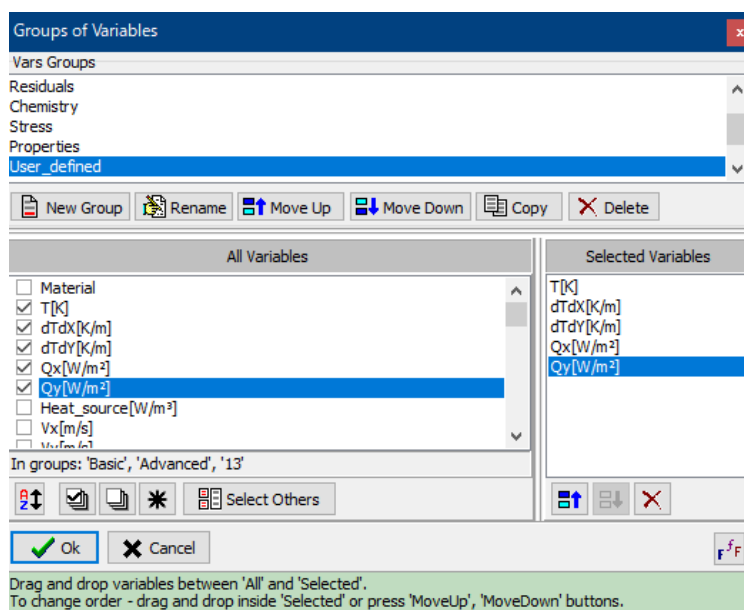 Groups of Variables
x
Vars Groups
Residuals
Chemistry
Stress
Properties
User_defined
New Group
Rename
Move Up
Move Down
Copy
Delete
All Variables
Material
T[K]
dTdX[K/m]
dTdY[K/m]
Qx[W/m²]
Qy[W/m²]
Heat_source[W/m³]
Vx[m/s]
In groups: 'Basic', 'Advanced', '13'
AZ
Select Others
Selected Variables
T[K]
dTdX[K/m]
dTdY[K/m]
Qx[W/m²]
Qy[W/m²]
Ok
Cancel
FfF
Drag and drop variables between 'All' and 'Selected'.
To change order - drag and drop inside 'Selected' or press 'MoveUp', 'MoveDown' buttons.